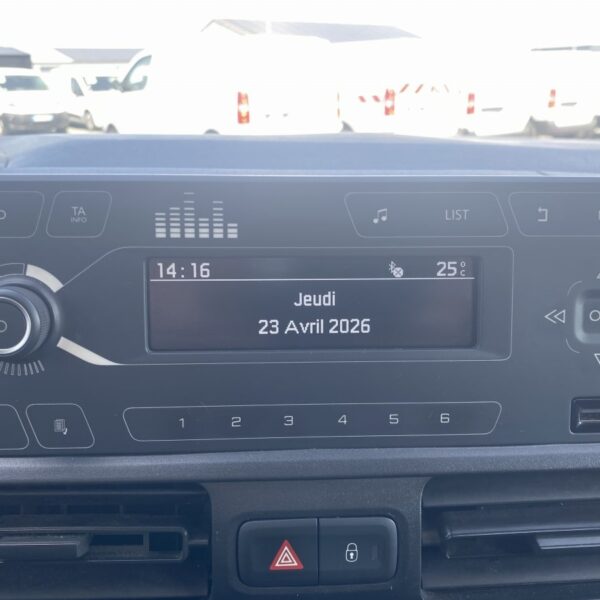 TA LIST
INFO
14:16 25°C
Jeudi
23 Avril 2026
1 2 3 4 5 6